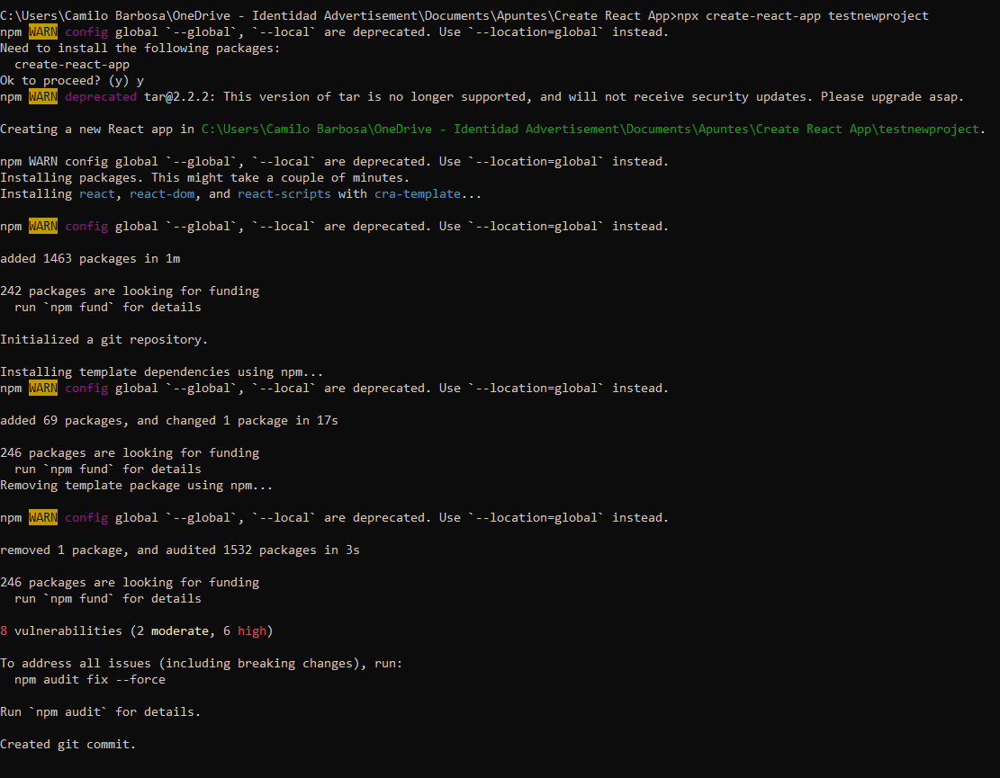 C:\Users\Camilo Barbosa\OneDrive - Identidad Advertisement\Documents\Apuntes\Create React App>npx create-react-app testnewproject
npm WARN config global `--global`, `--local` are deprecated. Use `--location=global` instead.
Need to install the following packages:
  create-react-app
Ok to proceed? (y) y
npm WARN deprecated tar@2.2.2: This version of tar is no longer supported, and will not receive security updates. Please upgrade asap.

Creating a new React app in C:\Users\Camilo Barbosa\OneDrive - Identidad Advertisement\Documents\Apuntes\Create React App\testnewproject.

npm WARN config global `--global`, `--local` are deprecated. Use `--location=global` instead.
Installing packages. This might take a couple of minutes.
Installing react, react-dom, and react-scripts with cra-template...

npm WARN config global `--global`, `--local` are deprecated. Use `--location=global` instead.

added 1463 packages in 1m

242 packages are looking for funding
  run `npm fund` for details

Initialized a git repository.

Installing template dependencies using npm...
npm WARN config global `--global`, `--local` are deprecated. Use `--location=global` instead.

added 69 packages, and changed 1 package in 17s

246 packages are looking for funding
  run `npm fund` for details
Removing template package using npm...

npm WARN config global `--global`, `--local` are deprecated. Use `--location=global` instead.

removed 1 package, and audited 1532 packages in 3s

246 packages are looking for funding
  run `npm fund` for details

8 vulnerabilities (2 moderate, 6 high)

To address all issues (including breaking changes), run:
  npm audit fix --force

Run `npm audit` for details.

Created git commit.